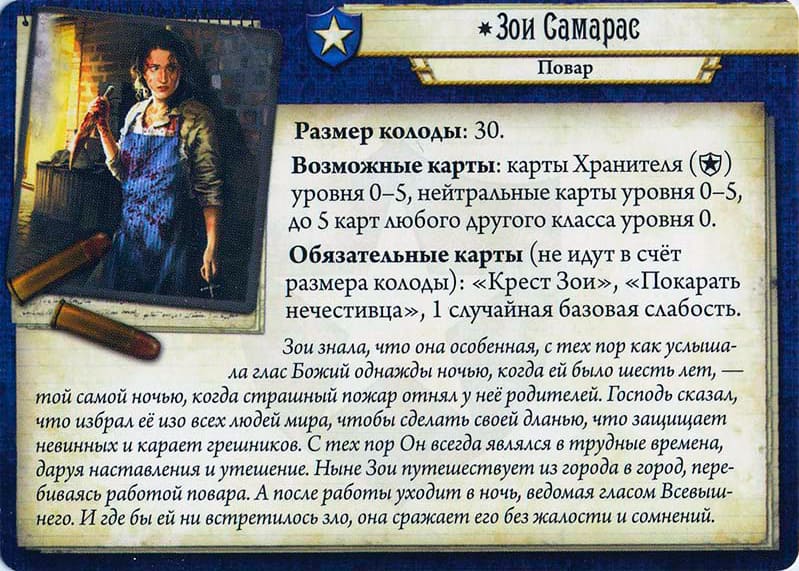 Зои Самарас
Повар
Размер колоды: 30.
Возможные карты: карты Хранителя ( )
уровня 0–5, нейтральные карты уровня 0–5,
до 5 карт любого другого класса уровня 0.
Обязательные карты (не идут в счёт
размера колоды): «Крест Зои», «Покарать
нечестивца», 1 случайная базовая слабость.
Зои знала, что она особенная, с тех пор как услыша-
ла глас Божий однажды ночью, когда ей было шесть лет, —
той самой ночью, когда страшный пожар отнял у неё родителей. Господь сказал,
что избрал её изо всех людей мира, чтобы сделать своей дланью, что защищает
невинных и карает грешников. С тех пор Он всегда являлся в трудные времена,
даруя наставления и утешение. Ныне Зои путешествует из города в город, пере-
биваясь работой повара. А после работы уходит в ночь, ведомая гласом Всевыш-
него. И где бы ей ни встретилось зло, она сражает его без жалости и сомнений.